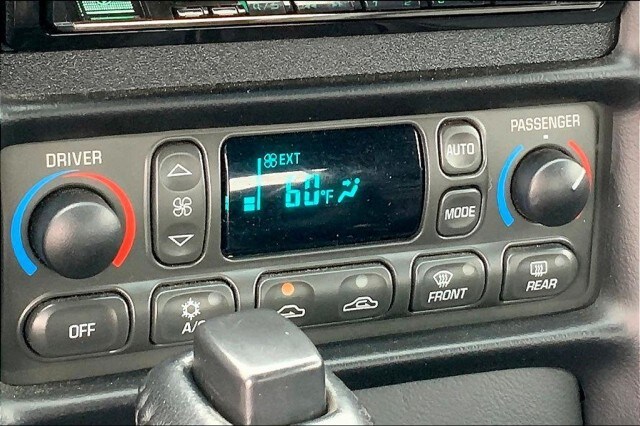 DRIVER
PASSENGER
EXT
60°F
AUTO
MODE
OFF
A/C
FRONT
REAR